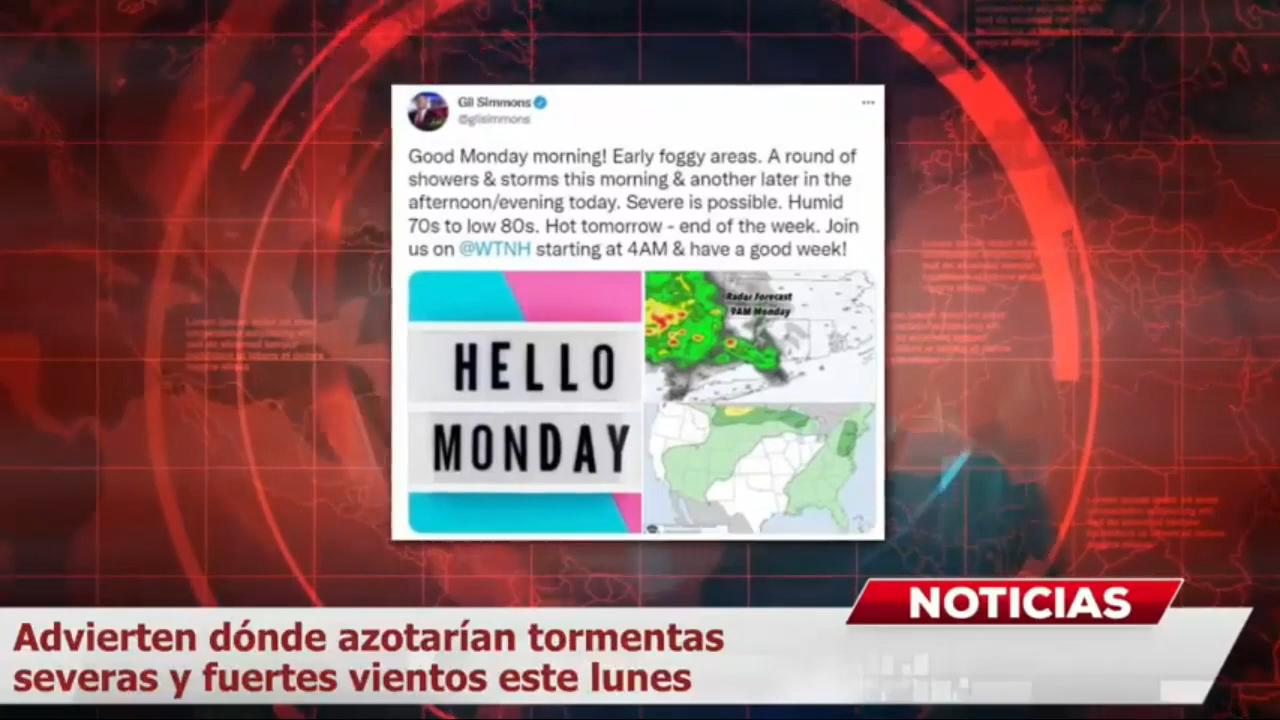 Gil Simmons
@gilsimmons
Good Monday morning! Early foggy areas. A round of
showers & storms this morning & another later in the
afternoon/evening today. Severe is possible. Humid
70s to low 80s. Hot tomorrow - end of the week. Join
us on @WTNH starting at 4AM & have a good week!
Radar Forecast
9AM Monday
HELLO
MONDAY
NOTICIAS
Advierten dónde azotarían tormentas
severas y fuertes vientos este lunes